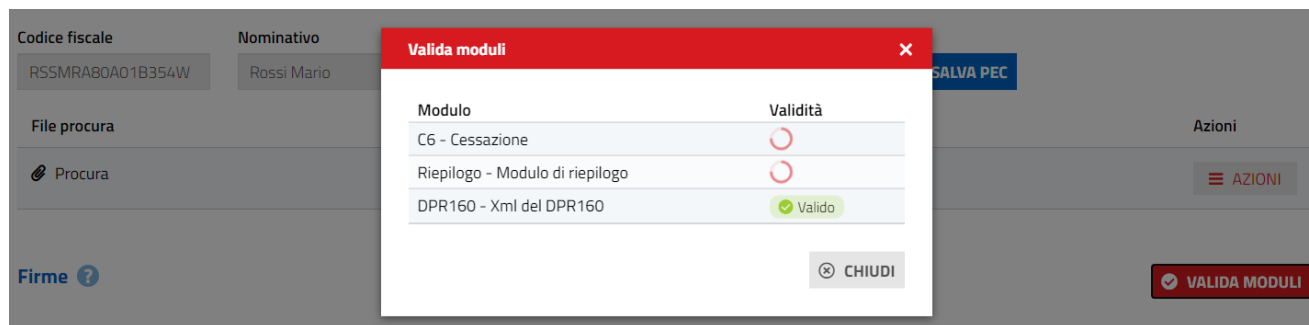 Codice fiscale Nominativo
RSSMRA80A01B354W Rossi Mario
SALVA PEC
File procura Azioni
Procura AZIONI
Firme ?
VALIDA MODULI
Valida moduli
Modulo Validità
C6 - Cessazione
Riepilogo - Modulo di riepilogo
DPR160 - Xml del DPR160 Valido
CHIUDI